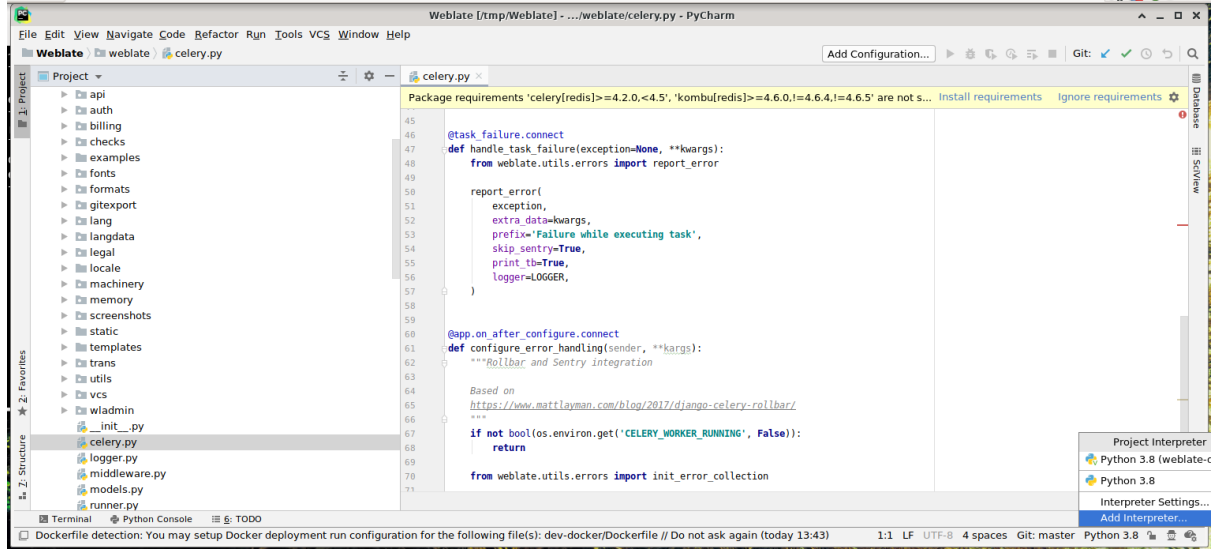 Weblate [/tmp/Weblate] - .../weblate/celery.py - PyCharm
File Edit View Navigate Code Refactor Run Tools VCS Window Help
Weblate weblate celery.py
Add Configuration... Git:
1: Project
Project
celery.py
Package requirements 'celery[redis]>=4.2.0,<4.5', 'kombu[redis]>=4.6.0,!=4.6.4,!=4.6.5' are not s... Install requirements Ignore requirements
api
auth
billing
checks
examples
fonts
formats
gitexport
lang
langdata
legal
locale
machinery
memory
screenshots
static
templates
trans
utils
vcs
wladmin
__init__.py
celery.py
logger.py
middleware.py
models.py
runner.py
2: Favorites
7: Structure
45
46 @task_failure.connect
47 def handle_task_failure(exception=None, **kwargs):
48 from weblate.utils.errors import report_error
49
50 report_error(
51 exception,
52 extra_data=kwargs,
53 prefix='Failure while executing task',
54 skip_sentry=True,
55 print_tb=True,
56 logger=LOGGER,
57 )
58
59
60 @app.on_after_configure.connect
61 def configure_error_handling(sender, **kargs):
62 """Rollbar and Sentry integration
63
64 Based on
65 https://www.mattlayman.com/blog/2017/django-celery-rollbar/
66 """
67 if not bool(os.environ.get('CELERY_WORKER_RUNNING', False)):
68 return
69
70 from weblate.utils.errors import init_error_collection
71
Database
SciView
Project Interpreter
Python 3.8 (weblate-c
Python 3.8
Interpreter Settings...
Add Interpreter...
Terminal Python Console 6: TODO
Dockerfile detection: You may setup Docker deployment run configuration for the following file(s): dev-docker/Dockerfile // Do not ask again (today 13:43) 1:1 LF UTF-8 4 spaces Git: master Python 3.8